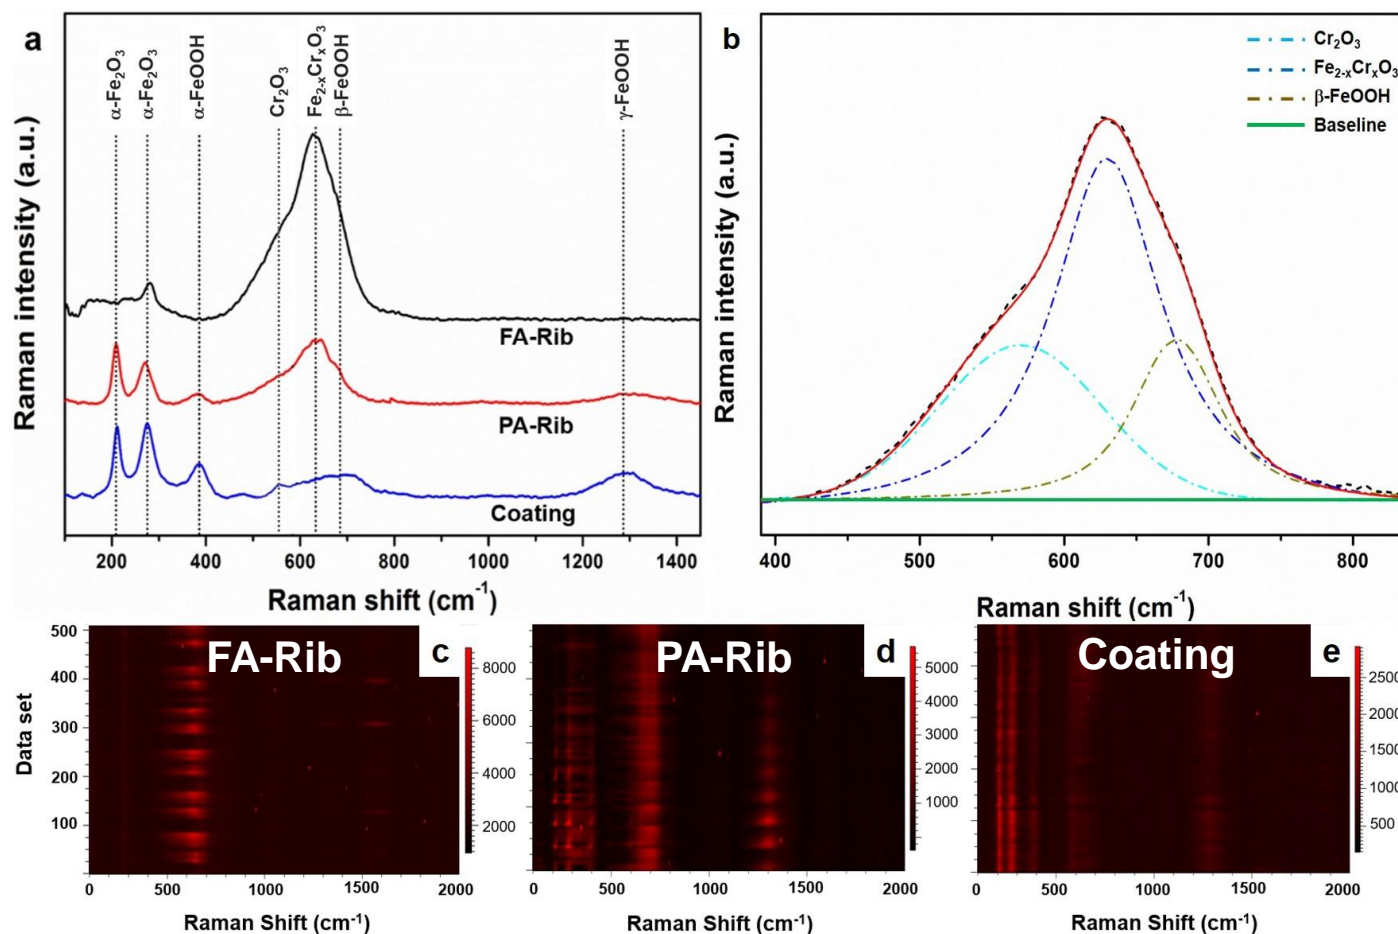 a
α-Fe₂O₃
α-Fe₂O₃
α-FeOOH
Cr₂O₃
Fe₂₋ₓCrₓO₃
β-FeOOH
γ-FeOOH
Raman intensity (a.u.)
FA-Rib
PA-Rib
Coating
200 400 600 800 1000 1200 1400
Raman shift (cm⁻¹)
b
Cr₂O₃
Fe₂₋ₓCrₓO₃
β-FeOOH
Baseline
Raman intensity (a.u.)
400 500 600 700 800
Raman shift (cm⁻¹)
FA-Rib
c
Data set
500
400
300
200
100
0 500 1000 1500 2000
8000
6000
4000
2000
Raman Shift (cm⁻¹)
PA-Rib
d
0 500 1000 1500 2000
5000
4000
3000
2000
1000
Raman Shift (cm⁻¹)
Coating
e
0 500 1000 1500 2000
2500
2000
1500
1000
500
Raman Shift (cm⁻¹)